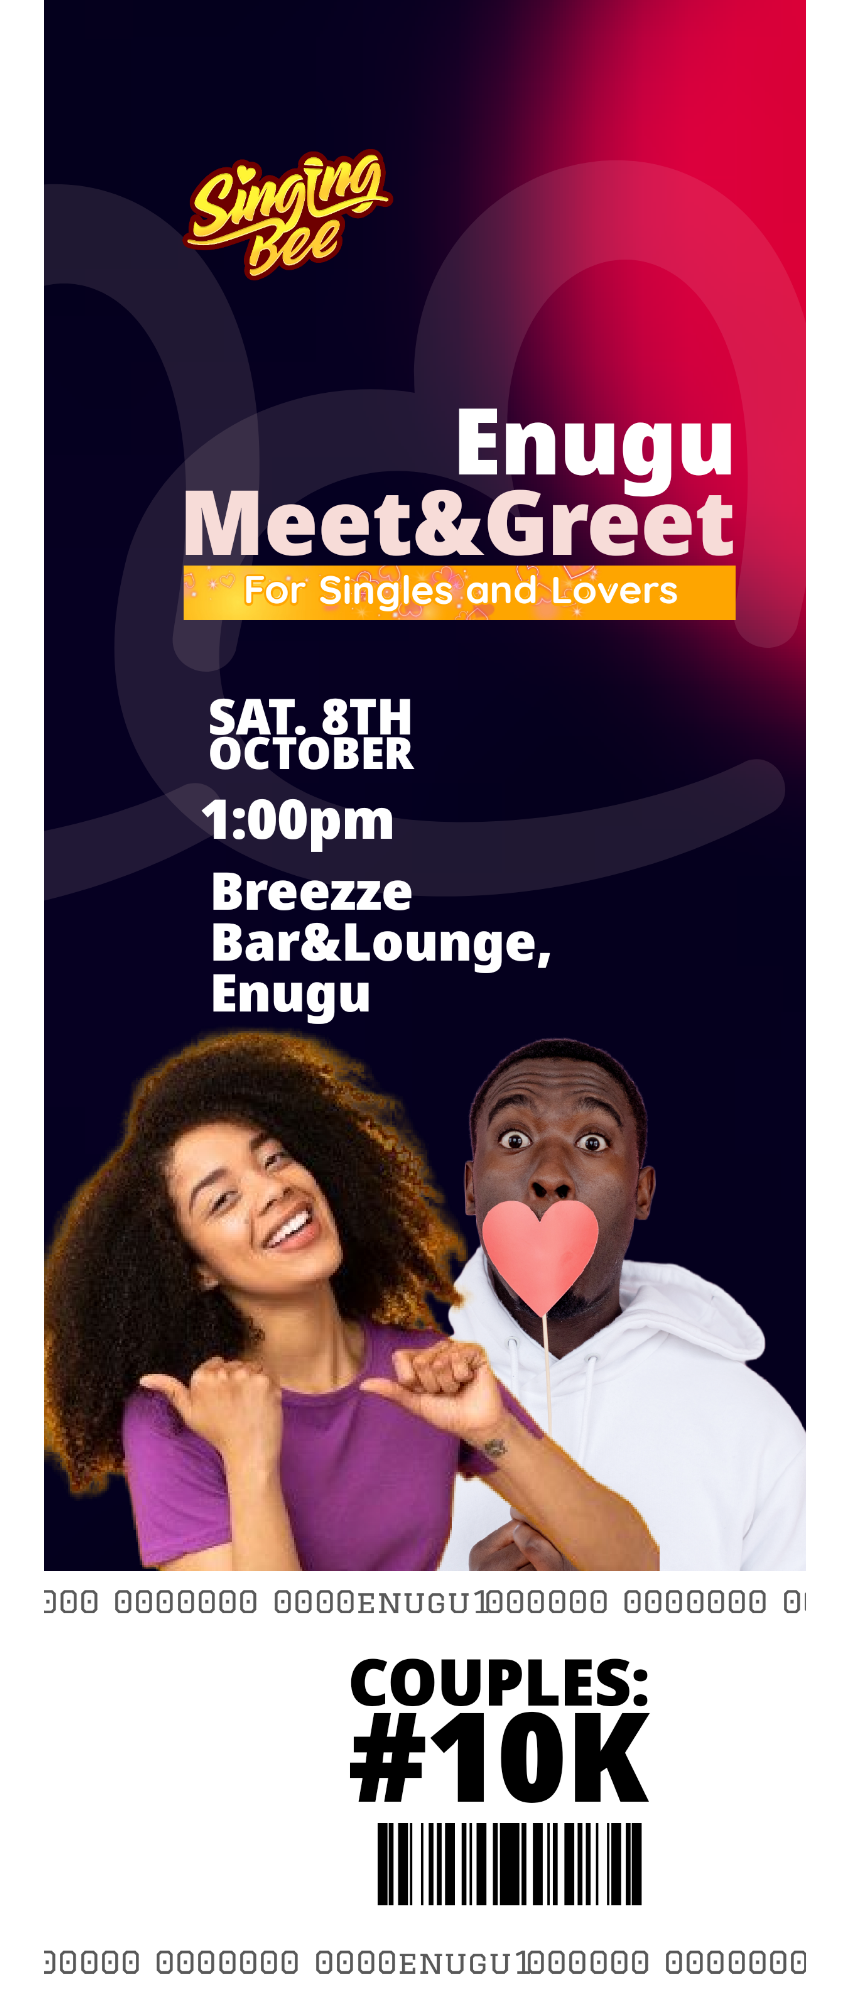 Singing
Bee
Enugu
Meet&Greet
For Singles and Lovers
SAT. 8TH
OCTOBER
1:00pm
Breezze
Bar&Lounge,
Enugu
000 0000000 0000ENUGU1000000 0000000 0
COUPLES:
#10K
00000 0000000 0000ENUGU1000000 0000000